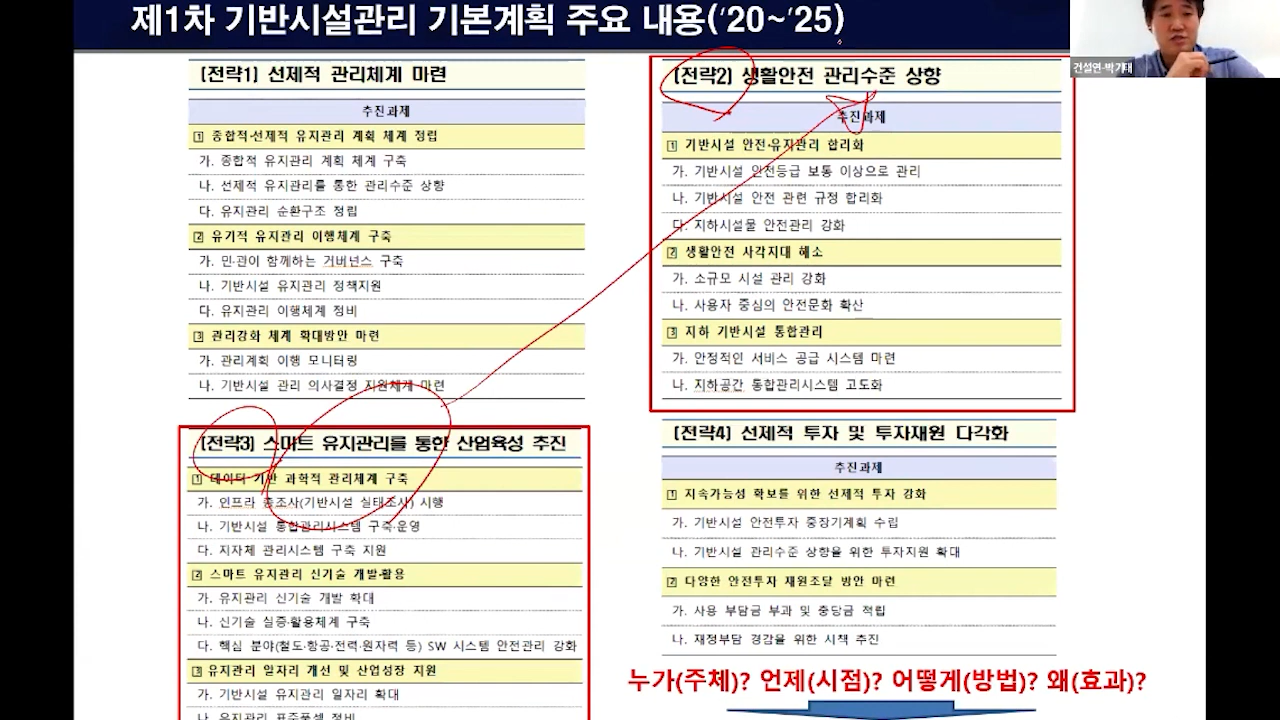 제1차 기반시설관리 기본계획 주요 내용('20~'25)
건설연-박기태
[전략1] 선제적 관리체계 마련
추진과제
1 종합적·선제적 유지관리 계획 체계 정립
가. 종합적 유지관리 계획 체계 구축
나. 선제적 유지관리를 통한 관리수준 상향
다. 유지관리 순환구조 정립
2 유기적 유지관리 이행체계 구축
가. 민·관이 함께하는 거버넌스 구축
나. 기반시설 유지관리 정책지원
다. 유지관리 이행체계 정비
3 관리강화 체계 확대방안 마련
가. 관리계획 이행 모니터링
나. 기반시설 관리 의사결정 지원체계 마련
[전략2] 생활안전 관리수준 상향
추진과제
1 기반시설 안전·유지관리 합리화
가. 기반시설 안전등급 보통 이상으로 관리
나. 기반시설 안전 관련 규정 합리화
다. 지하시설물 안전관리 강화
2 생활안전 사각지대 해소
가. 소규모 시설 관리 강화
나. 사용자 중심의 안전문화 확산
3 지하 기반시설 통합관리
가. 안정적인 서비스 공급 시스템 마련
나. 지하공간 통합관리시스템 고도화
[전략3] 스마트 유지관리를 통한 산업육성 추진
1 데이터 기반 과학적 관리체계 구축
가. 인프라 총조사(기반시설 실태조사) 시행
나. 기반시설 통합관리시스템 구축·운영
다. 지자체 관리시스템 구축 지원
2 스마트 유지관리 신기술 개발·활용
가. 유지관리 신기술 개발 확대
나. 신기술 실증·활용체계 구축
다. 핵심 분야(철도·항공·전력·원자력 등) SW 시스템 안전관리 강화
3 유지관리 일자리 개선 및 산업성장 지원
가. 기반시설 유지관리 일자리 확대
나. 유지관리 표준품셈 정비
[전략4] 선제적 투자 및 투자재원 다각화
추진과제
1 지속가능성 확보를 위한 선제적 투자 강화
가. 기반시설 안전투자 중장기계획 수립
나. 기반시설 관리수준 상향을 위한 투자지원 확대
2 다양한 안전투자 재원조달 방안 마련
가. 사용 부담금 부과 및 충당금 적립
나. 재정부담 경감을 위한 시책 추진
누가(주체)? 언제(시점)? 어떻게(방법)? 왜(효과)?